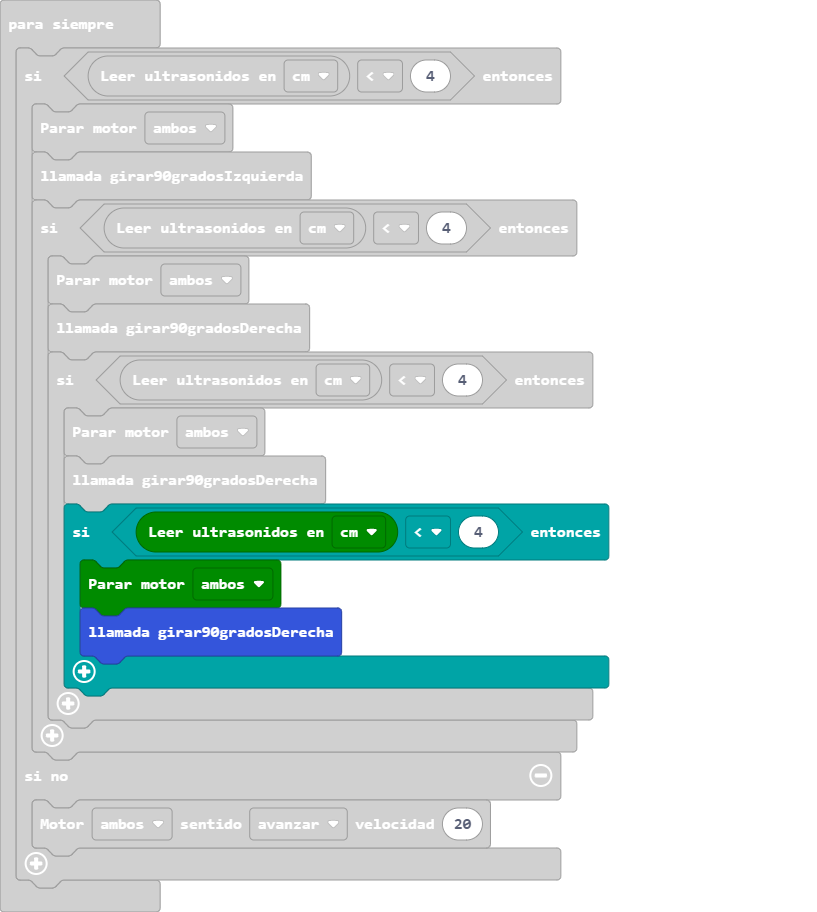 para siempre
si Leer ultrasonidos en cm < 4 entonces
Parar motor ambos
llamada girar90gradosIzquierda
si Leer ultrasonidos en cm < 4 entonces
Parar motor ambos
llamada girar90gradosDerecha
si Leer ultrasonidos en cm < 4 entonces
Parar motor ambos
llamada girar90gradosDerecha
si Leer ultrasonidos en cm < 4 entonces
Parar motor ambos
llamada girar90gradosDerecha
si no
Motor ambos sentido avanzar velocidad 20